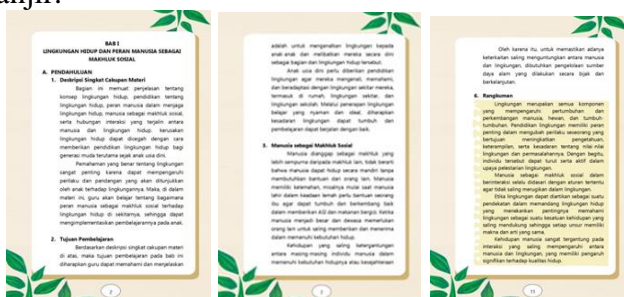 anjir.
BAB I
LINGKUNGAN HIDUP DAN PERAN MANUSIA SEBAGAI
MAKHLUK SOSIAL
A. PENDAHULUAN
1. Deskripsi Singkat Cakupan Materi
Bagian ini memuat penjelasan tentang
konsep lingkungan hidup, pendidikan tentang
lingkungan hidup, peran manusia dalam menjaga
lingkungan hidup, manusia sebagai makhluk sosial,
serta hubungan interaksi yang terjalin antara
manusia dan lingkungan hidup. kerusakan
lingkungan hidup dapat dicegah dengan cara
memberikan pendidikan lingkungan hidup bagi
generasi muda terutama sejak anak usia dini.
Pemahaman yang benar tentang lingkungan
sangat penting karena dapat mempengaruhi
perilaku dan pandangan yang akan ditunjukkan
oleh anak terhadap lingkungannya. Maka, di dalam
materi ini, guru akan belajar tentang bagaimana
peran manusia sebagai makhluk sosial terhadap
lingkungan hidup di sekitarnya, sehingga dapat
mengimplementasikan pembelajarannya pada anak.
2. Tujuan Pembelajaran
Berdasarkan deskripsi singkat cakupan materi
di atas, maka tujuan pembelajaran pada bab ini
diharapkan guru dapat memahami dan menjelaskan
2
adalah untuk mengenalkan lingkungan kepada
anak-anak dan melibatkan mereka secara dini
sebagai bagian dari lingkungan hidup tersebut.
Anak usia dini perlu diberikan pendidikan
lingkungan agar mereka mengenali, memahami,
dan beradaptasi dengan lingkungan sekitar mereka,
termasuk di rumah, lingkungan sekitar, dan
lingkungan sekolah. Melalui penerapan lingkungan
belajar yang nyaman dan ideal, diharapkan
kesadaran lingkungan dapat tumbuh dan
pembelajaran dapat berjalan dengan baik.
3. Manusia sebagai Makhluk Sosial
Manusia dianggap sebagai makhluk yang
lebih sempurna daripada makhluk lain, tidak berarti
bahwa manusia dapat hidup secara mandiri tanpa
membutuhkan bantuan dari orang lain. Manusia
memiliki kelemahan, misalnya mulai saat manusia
lahir dalam keadaan lemah perlu bantuan seorang
ibu agar dapat tumbuh dan berkembang baik
dalam memberikan ASI dan makanan bergizi. Ketika
manusia menjadi besar dan dewasa memerlukan
orang lain untuk saling memberikan dan menerima
dalam memenuhi kebutuhan hidup.
Kehidupan yang saling ketergantungan
antara masing-masing individu manusia dalam
memenuhi kebutuhan hidupnya atau kesejahteraan
Oleh karena itu, untuk memastikan adanya
keterkaitan saling menguntungkan antara manusia
dan lingkungan, dibutuhkan pengelolaan sumber
daya alam yang dilakukan secara bijak dan
berkelanjutan.
6. Rangkuman
Lingkungan merupakan semua komponen
yang mempengaruhi pertumbuhan dan
perkembangan manusia, hewan, dan tumbuh-
tumbuhan. Pendidikan lingkungan memiliki peran
penting dalam mengubah perilaku seseorang yang
bertujuan meningkatkan pengetahuan,
keterampilan, serta kesadaran tentang nilai-nilai
lingkungan dan permasalahannya. Dengan begitu,
individu tersebut dapat turut serta aktif dalam
upaya pelestarian lingkungan.
Manusia sebagai makhluk sosial dalam
berinteraksi selalu didasari dengan aturan tertentu
agar tidak saling merugikan dalam lingkungan.
Etika lingkungan dapat diartikan sebagai suatu
pendekatan dalam memandang lingkungan hidup
yang menekankan pentingnya memahami
lingkungan sebagai suatu kesatuan kehidupan yang
saling mendukung sehingga setiap unsur memiliki
makna dan arti yang sama.
Kehidupan manusia sangat tergantung pada
interaksi yang saling mempengaruhi antara
manusia dan lingkungan, yang memiliki pengaruh
signifikan terhadap kualitas hidup.
11